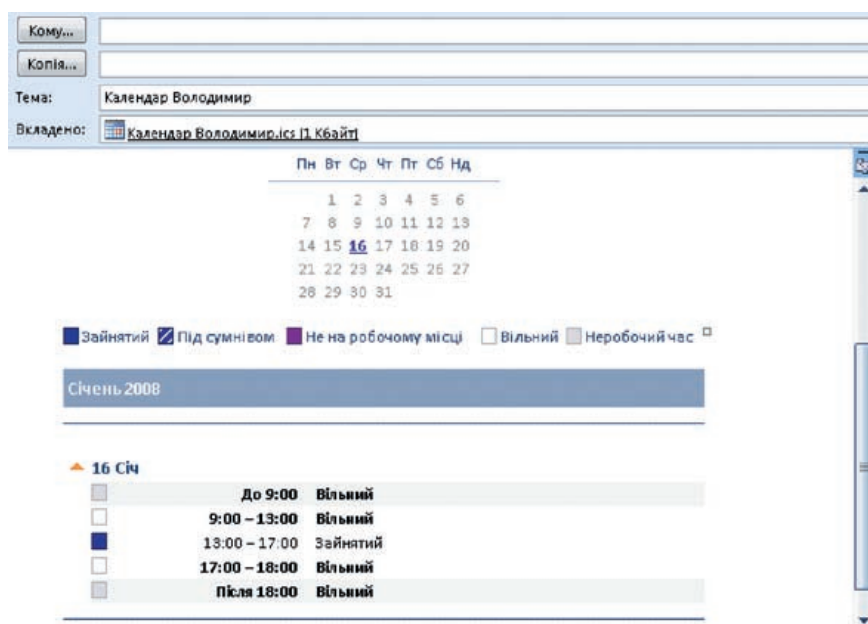 Кому...
Копія...
Тема: Календар Володимир
Вкладено: Календар Володимир.ics [1 Кбайт]
Пн Вт Ср Чт Пт Сб Нд
1 2 3 4 5 6
7 8 9 10 11 12 13
14 15 16 17 18 19 20
21 22 23 24 25 26 27
28 29 30 31
Зайнятий Під сумнівом Не на робочому місці Вільний Неробочий час
Січень 2008
16 Січ
До 9:00 Вільний
9:00 – 13:00 Вільний
13:00 – 17:00 Зайнятий
17:00 – 18:00 Вільний
Після 18:00 Вільний